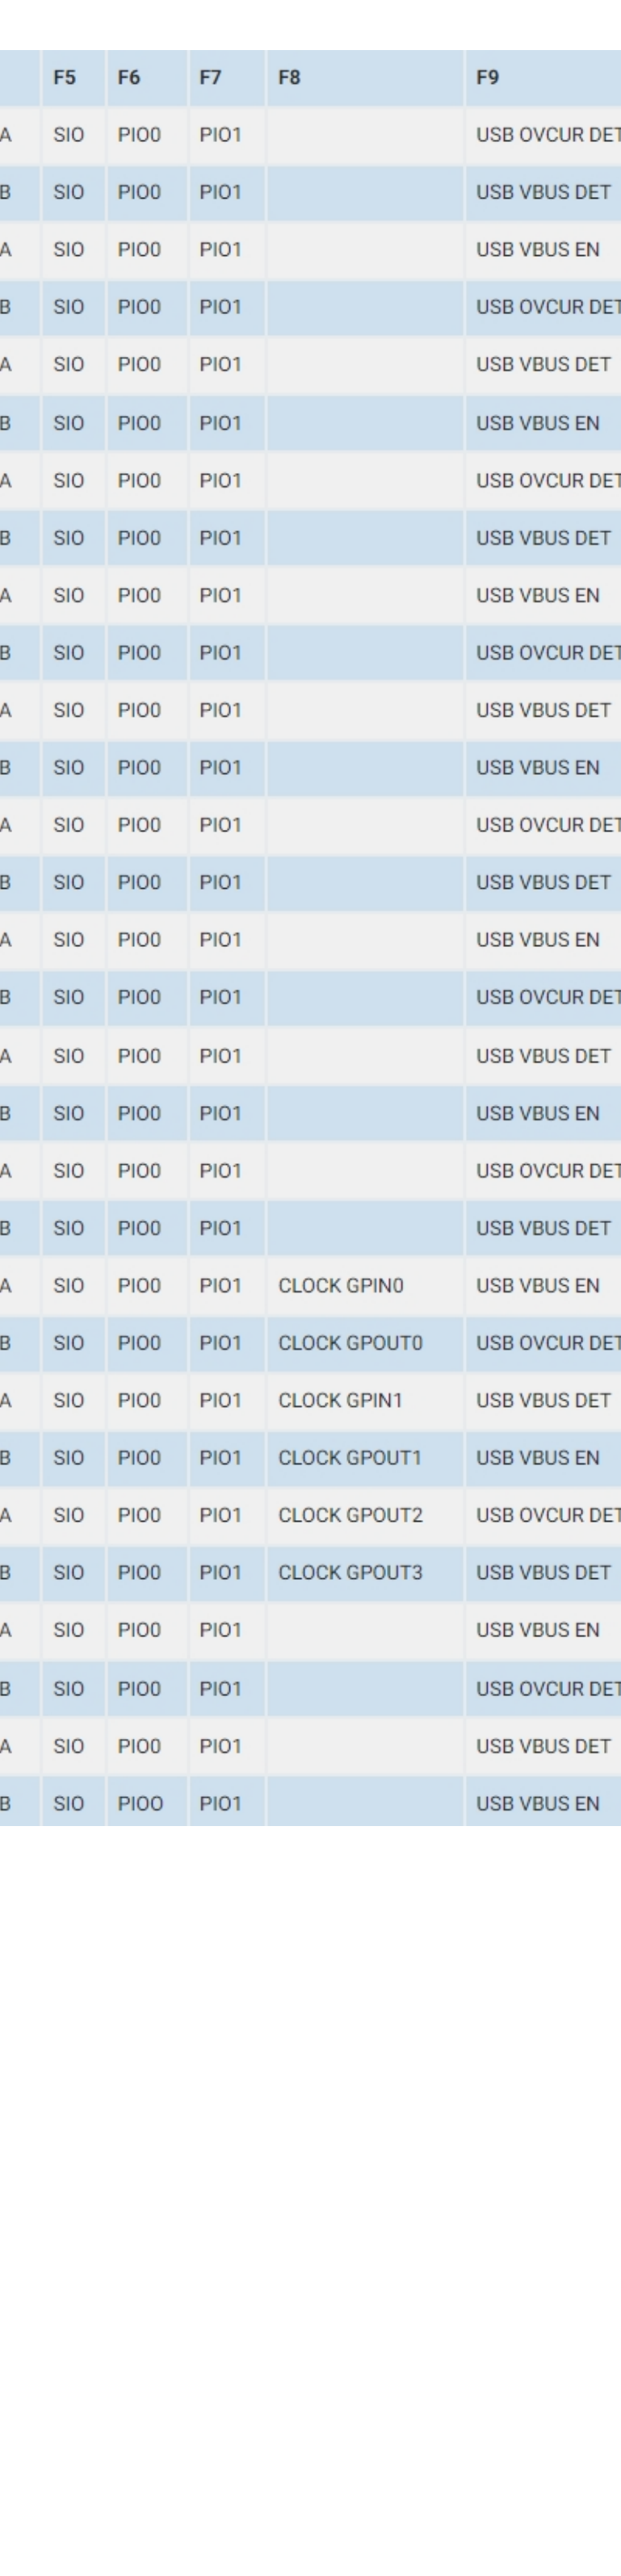 F5 F6 F7 F8 F9
A SIO PIO0 PIO1 USB OVCUR DET
B SIO PIO0 PIO1 USB VBUS DET
A SIO PIO0 PIO1 USB VBUS EN
B SIO PIO0 PIO1 USB OVCUR DET
A SIO PIO0 PIO1 USB VBUS DET
B SIO PIO0 PIO1 USB VBUS EN
A SIO PIO0 PIO1 USB OVCUR DET
B SIO PIO0 PIO1 USB VBUS DET
A SIO PIO0 PIO1 USB VBUS EN
B SIO PIO0 PIO1 USB OVCUR DET
A SIO PIO0 PIO1 USB VBUS DET
B SIO PIO0 PIO1 USB VBUS EN
A SIO PIO0 PIO1 USB OVCUR DET
B SIO PIO0 PIO1 USB VBUS DET
A SIO PIO0 PIO1 USB VBUS EN
B SIO PIO0 PIO1 USB OVCUR DET
A SIO PIO0 PIO1 USB VBUS DET
B SIO PIO0 PIO1 USB VBUS EN
A SIO PIO0 PIO1 USB OVCUR DET
B SIO PIO0 PIO1 USB VBUS DET
A SIO PIO0 PIO1 CLOCK GPIN0 USB VBUS EN
B SIO PIO0 PIO1 CLOCK GPOUT0 USB OVCUR DET
A SIO PIO0 PIO1 CLOCK GPIN1 USB VBUS DET
B SIO PIO0 PIO1 CLOCK GPOUT1 USB VBUS EN
A SIO PIO0 PIO1 CLOCK GPOUT2 USB OVCUR DET
B SIO PIO0 PIO1 CLOCK GPOUT3 USB VBUS DET
A SIO PIO0 PIO1 USB VBUS EN
B SIO PIO0 PIO1 USB OVCUR DET
A SIO PIO0 PIO1 USB VBUS DET
B SIO PIOO PIO1 USB VBUS EN